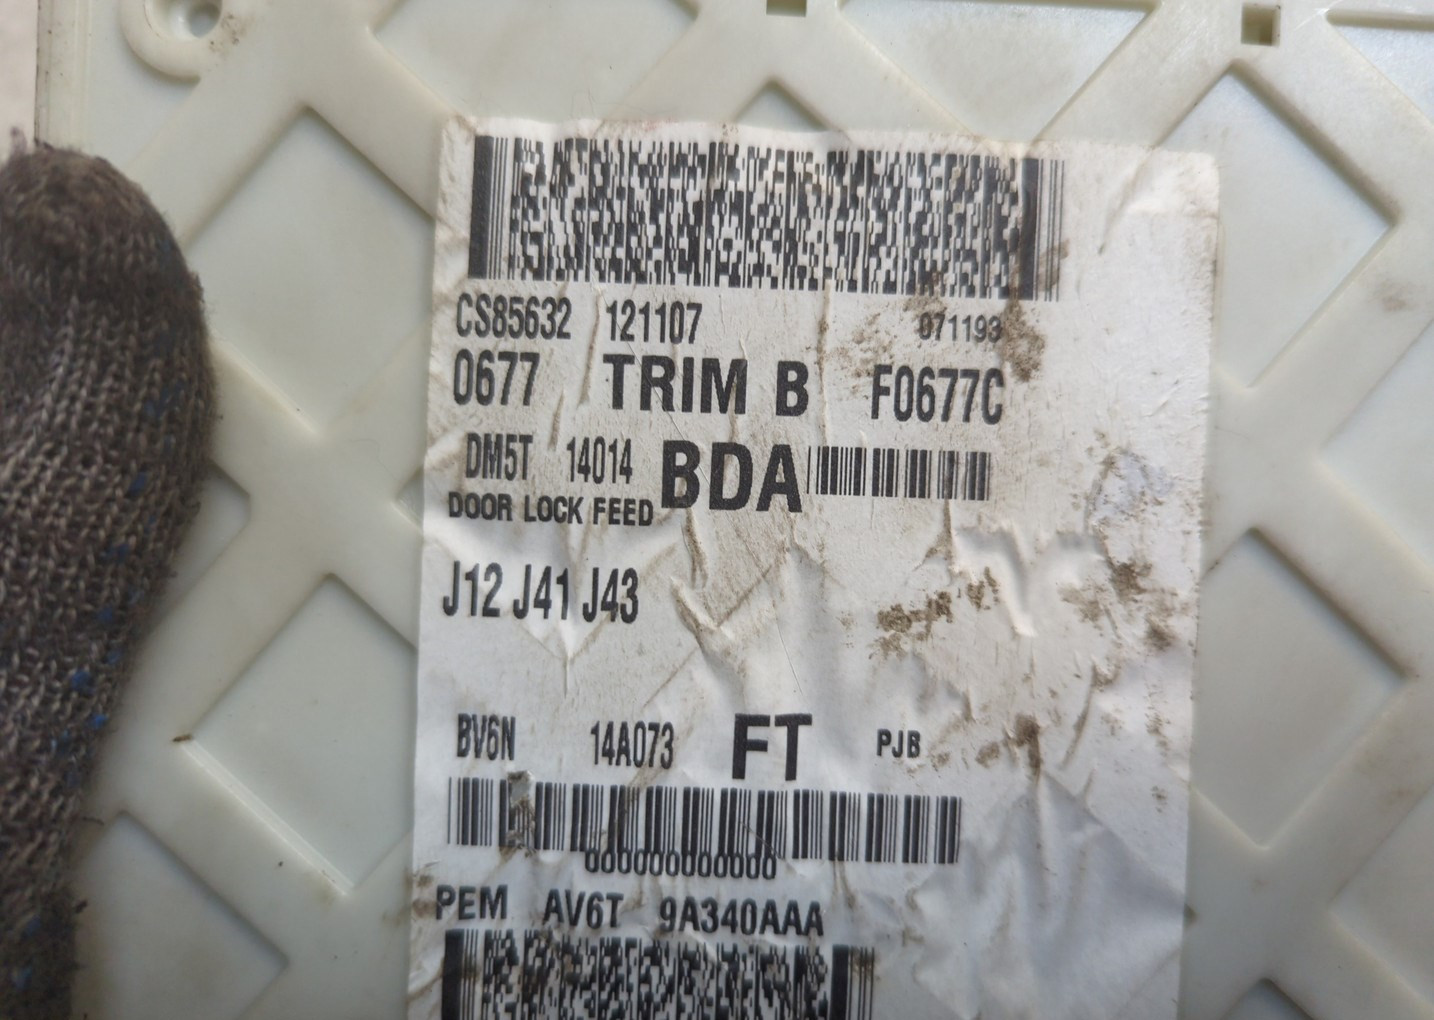 CS85632 121107 071193
0677 TRIM B F0677C
DM5T 14014 BDA
DOOR LOCK FEED
J12 J41 J43
BV6N 14A073 FT PJB
000000000000
PEM AV6T 9A340AAA